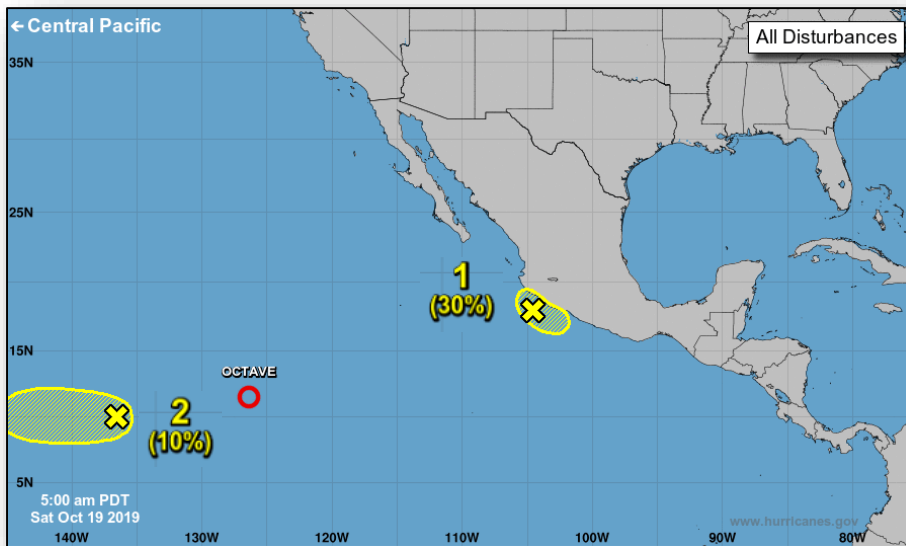 ← Central Pacific
All Disturbances
35N
25N
1
(30%)
15N
OCTAVE
2
(10%)
5N
5:00 am PDT
Sat Oct 19 2019
www.hurricanes.gov
140W 130W 120W 110W 100W 90W 80W